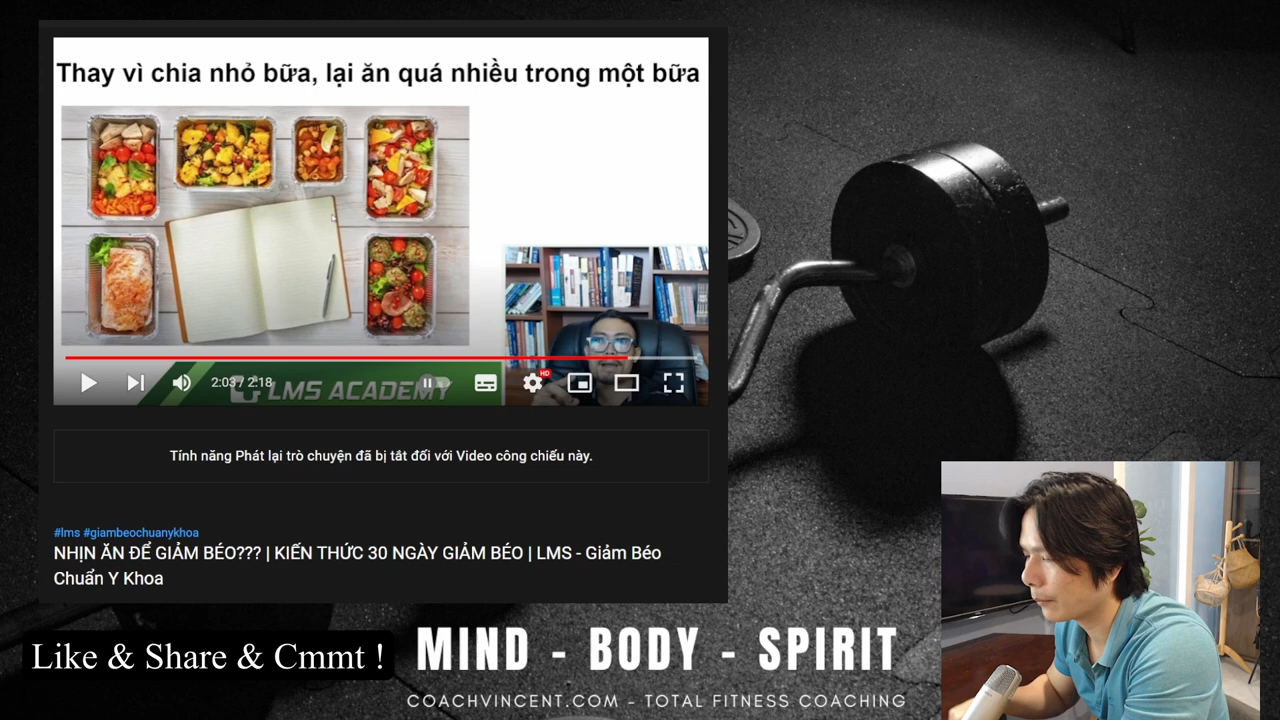 Thay vì chia nhỏ bữa, lại ăn quá nhiều trong một bữa
2:03 / 2:18
HD
LMS ACADEMY
Tính năng Phát lại trò chuyện đã bị tắt đối với Video công chiếu này.
#lms #giambeochuanykhoa
NHỊN ĂN ĐỂ GIẢM BÉO??? | KIẾN THỨC 30 NGÀY GIẢM BÉO | LMS - Giảm Béo
Chuẩn Y Khoa
Like & Share & Cmmt !
MIND - BODY - SPIRIT
COACHVINCENT.COM - TOTAL FITNESS COACHING